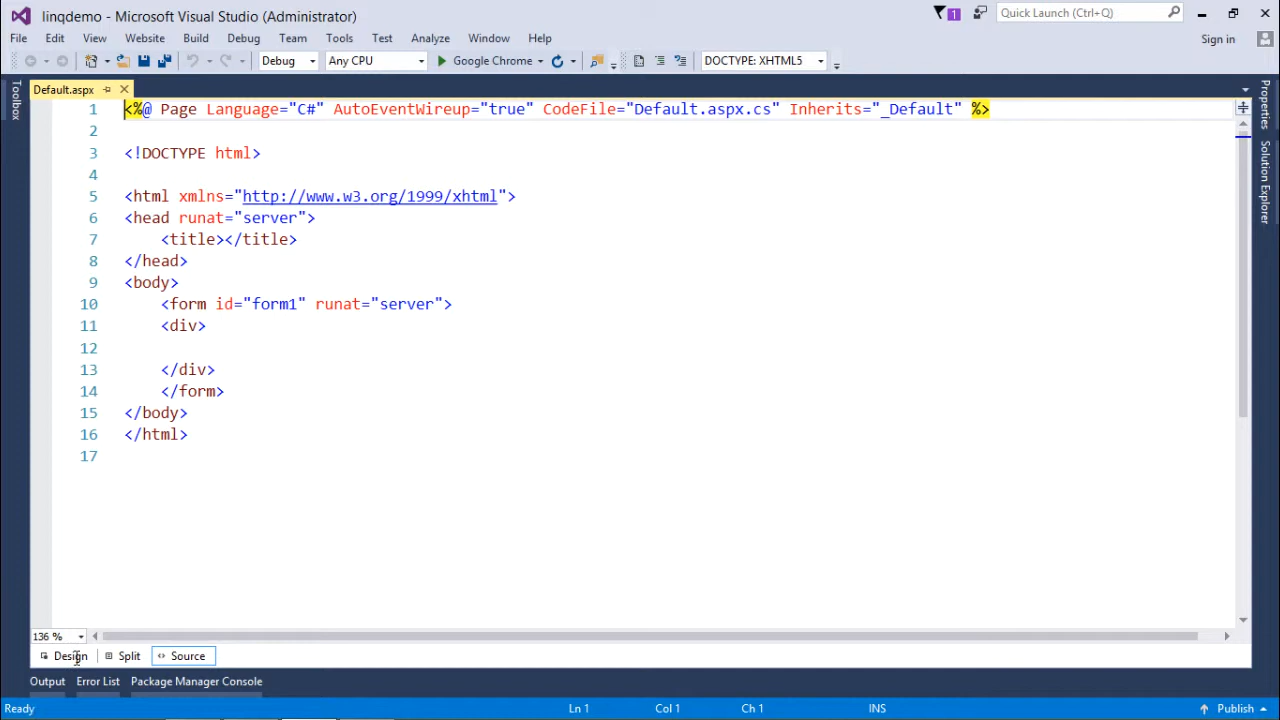 linqdemo - Microsoft Visual Studio (Administrator)
1
Quick Launch (Ctrl+Q)
File Edit View Website Build Debug Team Tools Test Analyze Window Help
Sign in
Debug Any CPU Google Chrome DOCTYPE: XHTML5
Toolbox
Default.aspx
Properties
Solution Explorer
1 <%@ Page Language="C#" AutoEventWireup="true" CodeFile="Default.aspx.cs" Inherits="_Default" %>
2
3 <!DOCTYPE html>
4
5 <html xmlns="http://www.w3.org/1999/xhtml">
6 <head runat="server">
7 <title></title>
8 </head>
9 <body>
10 <form id="form1" runat="server">
11 <div>
12
13 </div>
14 </form>
15 </body>
16 </html>
17
136 %
Design Split Source
Output Error List Package Manager Console
Ready Ln 1 Col 1 Ch 1 INS Publish